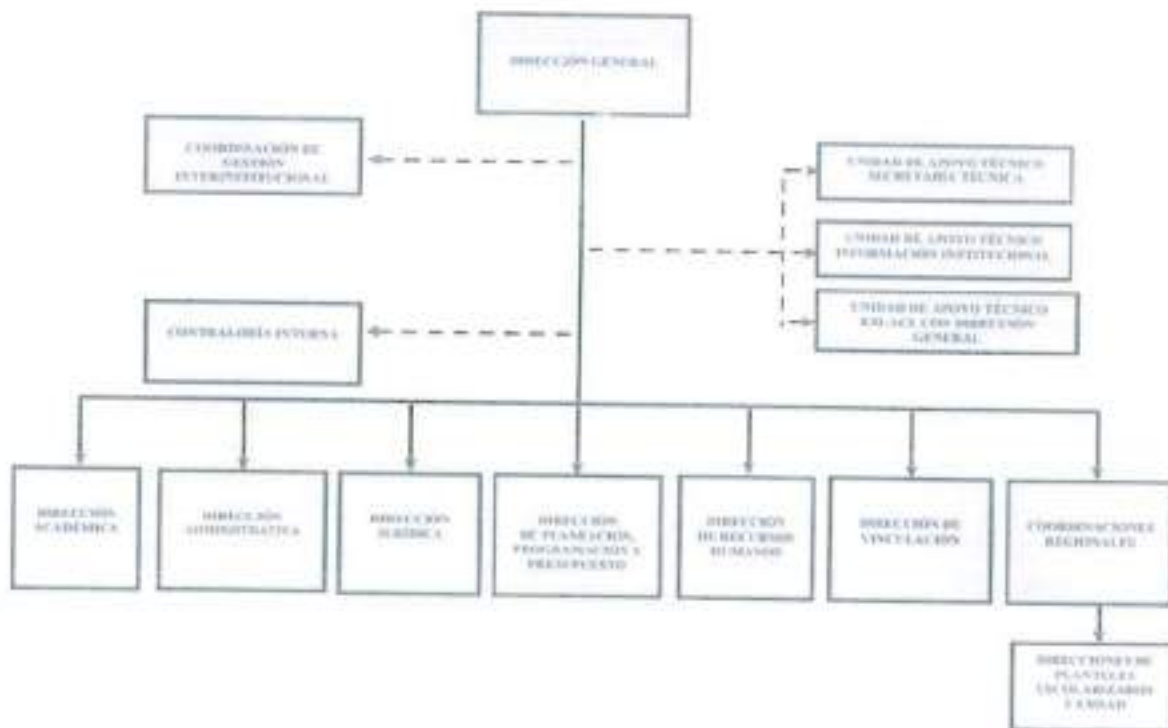 DIRECCIÓN GENERAL
COORDINACIÓN DE
GESTIÓN
INTERINSTITUCIONAL
UNIDAD DE APOYO TÉCNICO
SECRETARÍA TÉCNICA
UNIDAD DE APOYO TÉCNICO
INFORMACIÓN INSTITUCIONAL
UNIDAD DE APOYO TÉCNICO
ENLACE CON DIRECCIÓN
GENERAL
CONTRALORÍA INTERNA
DIRECCIÓN
ACADÉMICA
DIRECCIÓN
ADMINISTRATIVA
DIRECCIÓN
JURÍDICA
DIRECCIÓN
DE PLANEACIÓN,
PROGRAMACIÓN Y
PRESUPUESTO
DIRECCIÓN
DE RECURSOS
HUMANOS
DIRECCIÓN DE
VINCULACIÓN
COORDINACIONES
REGIONALES
DIRECCIONES DE
PLANTELES
ESCOLARIZADOS
Y EMSAD